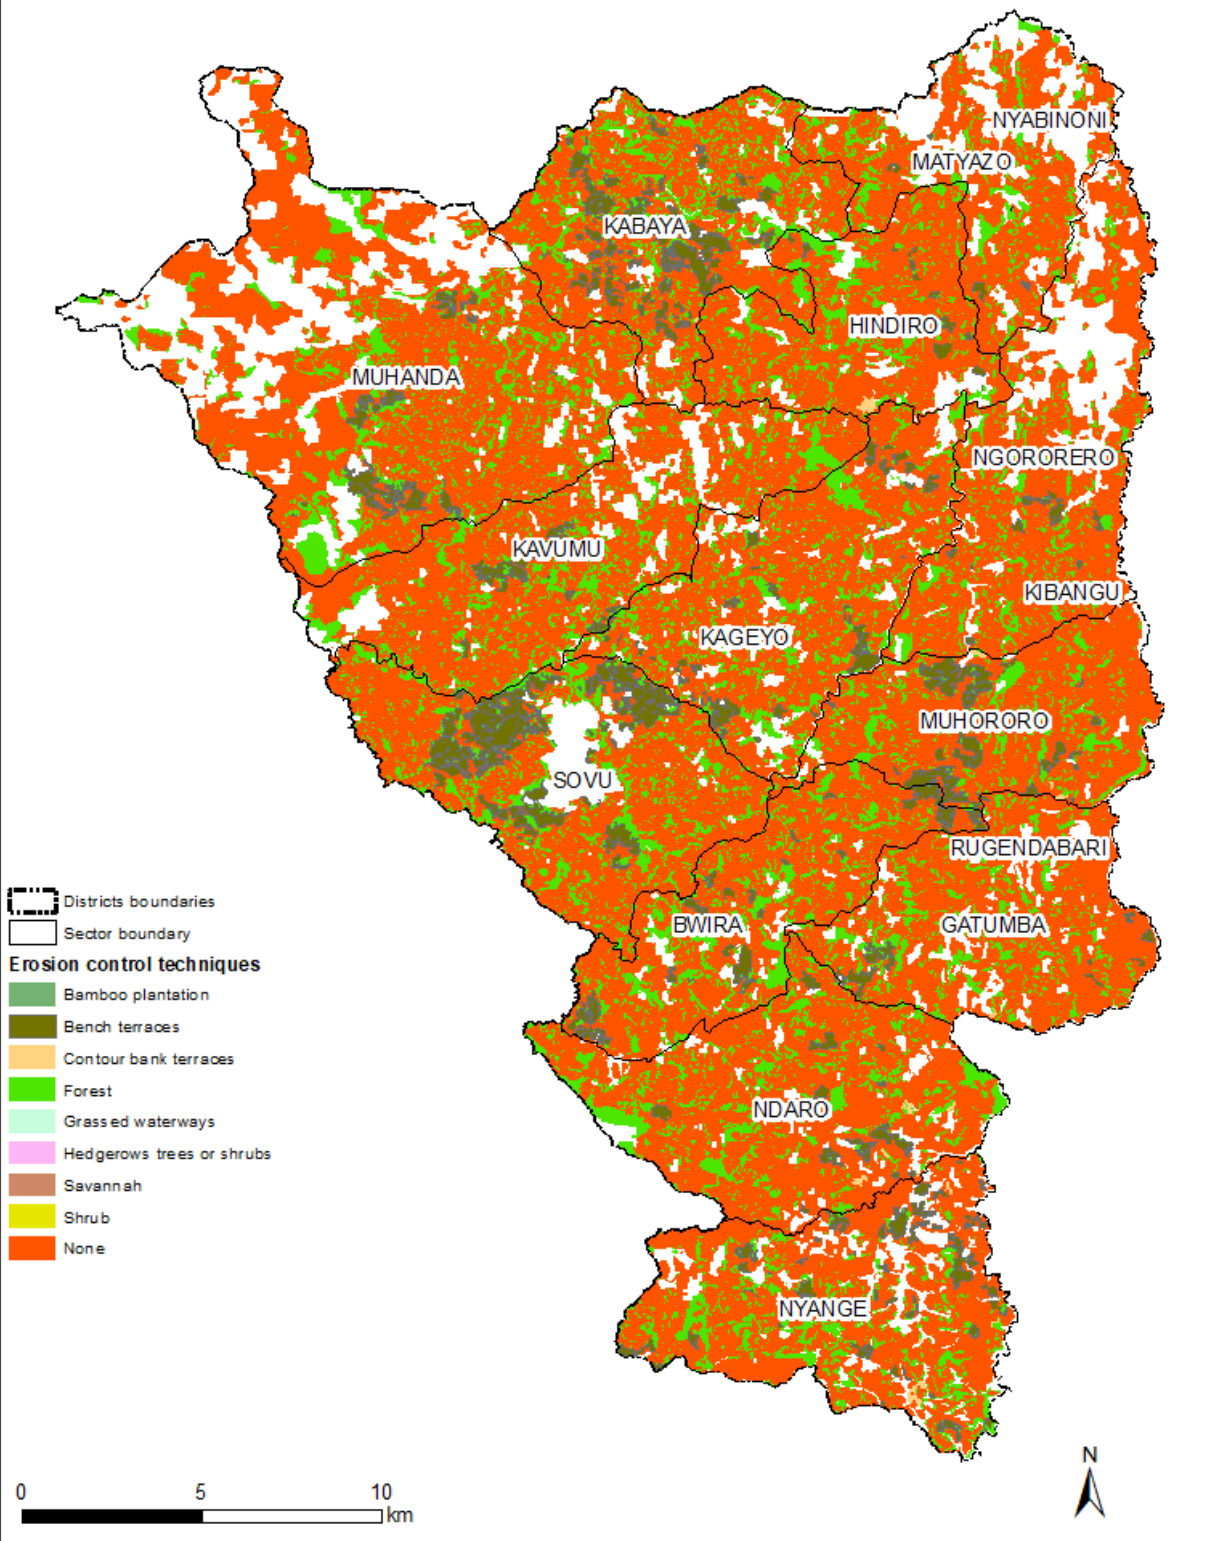 NYABINONI
MATYAZO
KABAYA
HINDIRO
MUHANDA
NGORORERO
KAVUMU
KIBANGU
KAGEYO
MUHORORO
SOVU
RUGENDABARI
BWIRA
GATUMBA
NDARO
NYANGE
Districts boundaries
Sector boundary
Erosion control techniques
Bamboo plantation
Bench terraces
Contour bank terraces
Forest
Grassed waterways
Hedgerows trees or shrubs
Savannah
Shrub
None
N
0 5 10
km